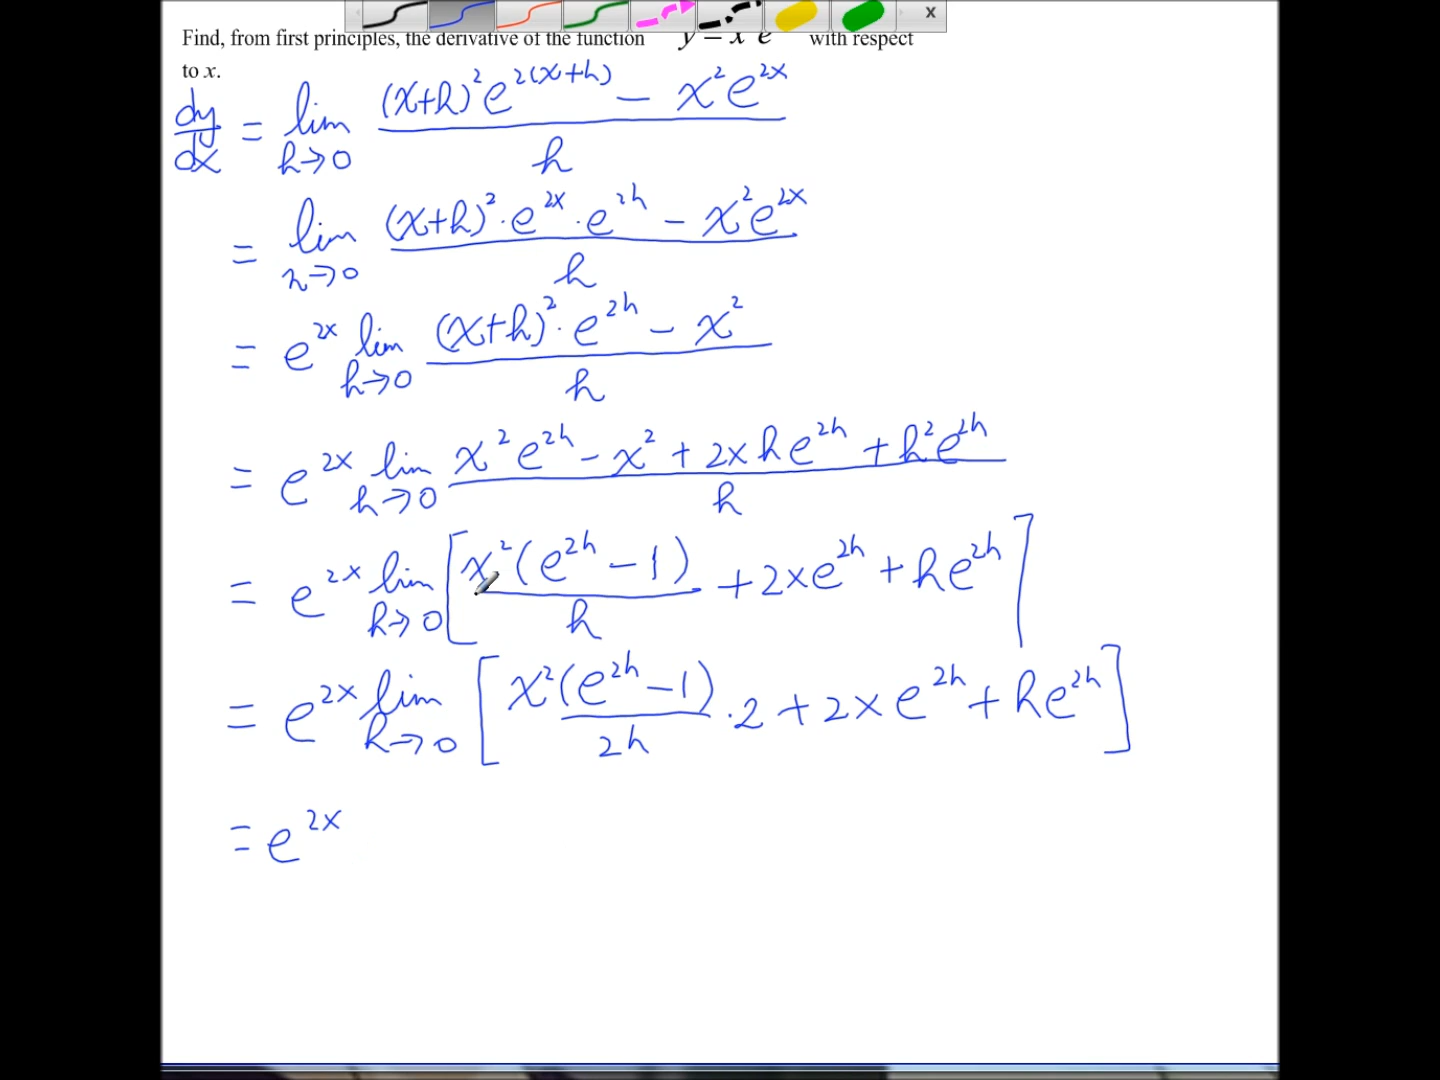 Find, from first principles, the derivative of the function y = x e with respect
to x.
dy/dx = lim h→0 ((x+h)² e^(2(x+h)) − x² e^(2x)) / h
= lim h→0 ((x+h)² · e^(2x) · e^(2h) − x² e^(2x)) / h
= e^(2x) lim h→0 ((x+h)² · e^(2h) − x²) / h
= e^(2x) lim h→0 (x² e^(2h) − x² + 2xhe^(2h) + h² e^(2h)) / h
= e^(2x) lim h→0 [x² (e^(2h) − 1) / h + 2xe^(2h) + he^(2h)]
= e^(2x) lim h→0 [x² (e^(2h) − 1) / 2h · 2 + 2xe^(2h) + he^(2h)]
= e^(2x)